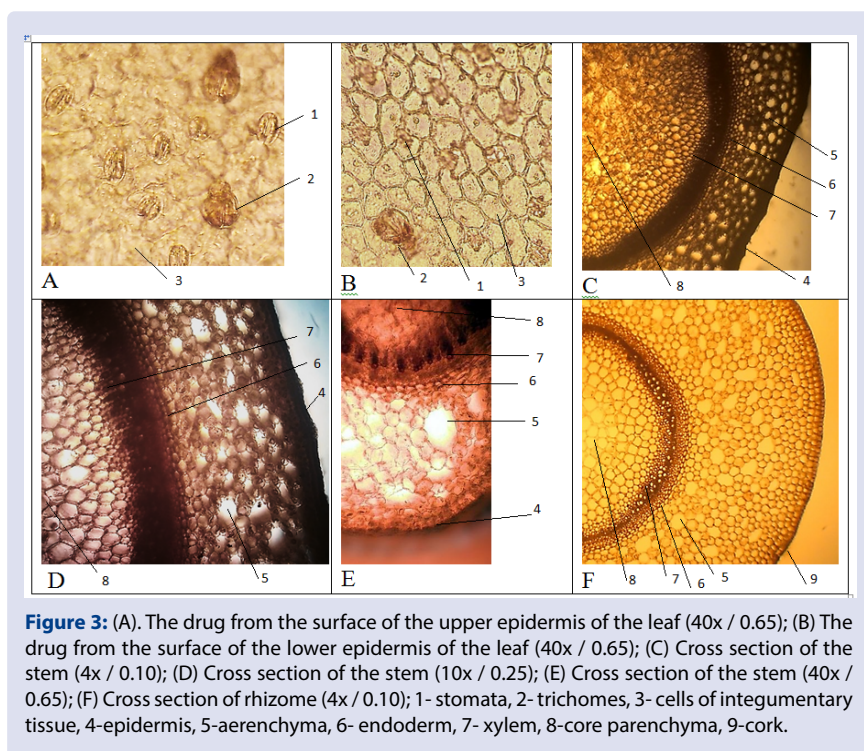 1
2
3
A
2
1
3
B
5
6
7
4
8
C
7
6
4
5
8
D
8
7
6
5
4
E
8
7
6
5
9
F
Figure 3: (A). The drug from the surface of the upper epidermis of the leaf (40x / 0.65); (B) The
drug from the surface of the lower epidermis of the leaf (40x / 0.65); (C) Cross section of the
stem (4x / 0.10); (D) Cross section of the stem (10x / 0.25); (E) Cross section of the stem (40x /
0.65); (F) Cross section of rhizome (4x / 0.10); 1- stomata, 2- trichomes, 3- cells of integumentary
tissue, 4-epidermis, 5-aerenchyma, 6- endoderm, 7- xylem, 8-core parenchyma, 9-cork.